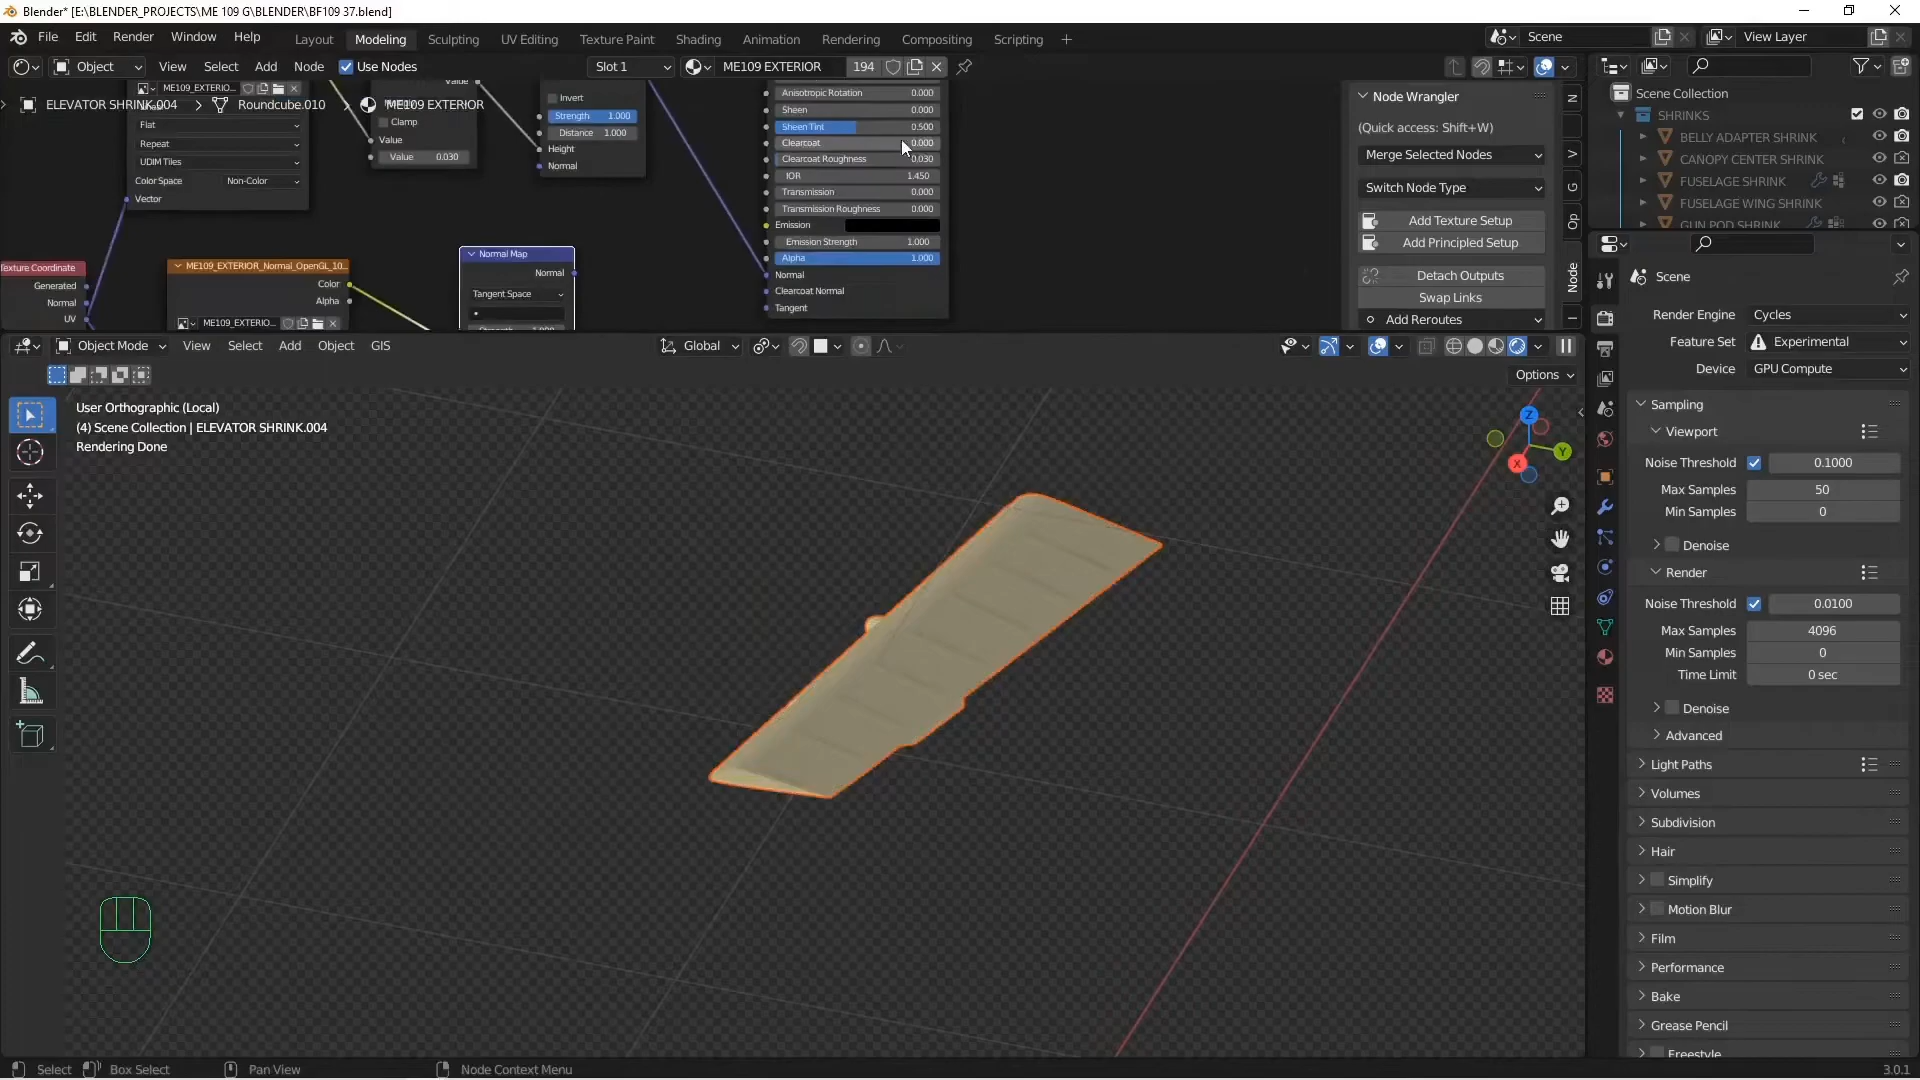 Blender* [E:\BLENDER_PROJECTS\ME 109 G\BLENDER\BF109 37.blend]
File Edit Render Window Help Layout Modeling Sculpting UV Editing Texture Paint Shading Animation Rendering Compositing Scripting + Scene View Layer
Object View Select Add Node Use Nodes Slot 1 ME109 EXTERIOR 194
ME109 EXTERIO...
ELEVATOR SHRINK.004 > Roundcube.010 > ME109 EXTERIOR
Flat
Repeat
UDIM Tiles
Color Space Non-Color
Vector
Value
Clamp
Value
Value 0.030
Invert
Strength 1.000
Distance 1.000
Height
Normal
Anisotropic Rotation 0.000
Sheen 0.000
Sheen Tint 0.500
Clearcoat 0.000
Clearcoat Roughness 0.030
IOR 1.450
Transmission 0.000
Transmission Roughness 0.000
Emission
Emission Strength 1.000
Alpha 1.000
Normal
Clearcoat Normal
Tangent
Texture Coordinate
Generated
Normal
UV
ME109_EXTERIOR_Normal_OpenGL_10...
Color
Alpha
ME109_EXTERIO...
Normal Map
Normal
Tangent Space
Node Wrangler
(Quick access: Shift+W)
Merge Selected Nodes
Switch Node Type
Add Texture Setup
Add Principled Setup
Detach Outputs
Swap Links
Add Reroutes
N
V
G
Op
Node
Scene Collection
SHRINKS
BELLY ADAPTER SHRINK
CANOPY CENTER SHRINK
FUSELAGE SHRINK
FUSELAGE WING SHRINK
GUN POD SHRINK
Object Mode View Select Add Object GIS Global
Options
User Orthographic (Local)
(4) Scene Collection | ELEVATOR SHRINK.004
Rendering Done
Z
Y
X
Scene
Render Engine Cycles
Feature Set Experimental
Device GPU Compute
Sampling
Viewport
Noise Threshold 0.1000
Max Samples 50
Min Samples 0
Denoise
Render
Noise Threshold 0.0100
Max Samples 4096
Min Samples 0
Time Limit 0 sec
Denoise
Advanced
Light Paths
Volumes
Subdivision
Hair
Simplify
Motion Blur
Film
Performance
Bake
Grease Pencil
Freestyle
Select Box Select Pan View Node Context Menu 3.0.1